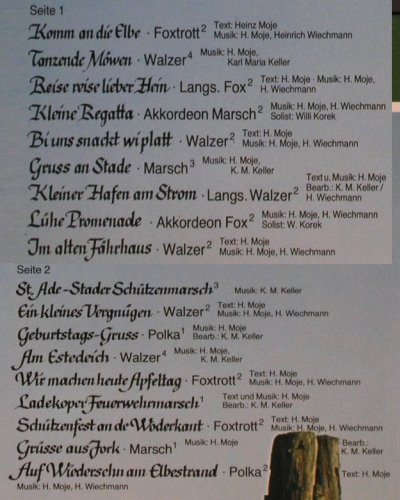 Seite 1
Komm an die Elbe · Foxtrott² Text: Heinz Moje
Musik: H. Moje, Heinrich Wiechmann
Tanzende Möwen · Walzer⁴ Musik: H. Moje,
Karl Maria Keller
Reise reise lieber Hein · Langs. Fox² Text: H. Moje · Musik: H. Moje,
H. Wiechmann
Kleine Regatta · Akkordeon Marsch² Musik: H. Moje, H. Wiechmann
Solist: Willi Korek
Bi uns snackt wi platt · Walzer² Text: H. Moje
Musik: H. Moje, H. Wiechmann
Gruss an Stade · Marsch³ Musik: H. Moje,
K. M. Keller
Kleiner Hafen am Strom · Langs. Walzer² Text u. Musik: H. Moje
Bearb.: K. M. Keller /
H. Wiechmann
Lühe Promenade · Akkordeon Fox² Musik: H. Moje, H. Wiechmann
Solist: W. Korek
Im alten Fährhaus · Walzer² Text: H. Moje
Musik: H. Moje, H. Wiechmann
Seite 2
St. Ade-Stader Schützenmarsch³ Musik: K. M. Keller
Ein kleines Vergnügen · Walzer² Text: H. Moje
Musik: H. Moje, H. Wiechmann
Geburtstags-Gruss · Polka¹ Musik: H. Moje
Bearb.: K. M. Keller
Am Estedeich · Walzer⁴ Musik: H. Moje,
K. M. Keller
Wir machen heute Apfeltag · Foxtrott² Text: H. Moje
Musik: H. Moje, H. Wiechmann
Ladekoper Feuerwehrmarsch¹ Text und Musik: H. Moje
Bearb.: K. M. Keller
Schützenfest an de Woderkant · Foxtrott² Text: H. Moje
Musik: H. Moje, H. Wiechmann
Grüsse aus Jork · Marsch¹ Musik: H. Moje Bearb.:
K. M. Keller
Auf Wiedersehn am Elbestrand · Polka² Text: H. Moje
Musik: H. Moje, H. Wiechmann